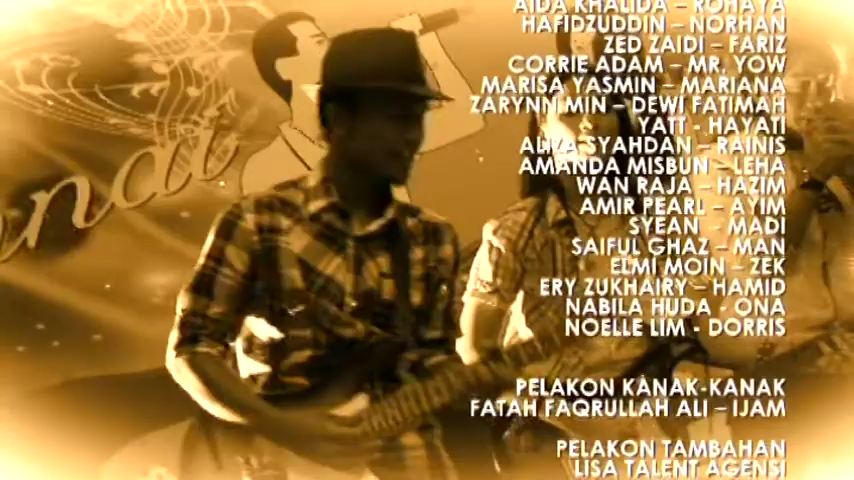 AIDA KHALIDA – ROHAYA
HAFIDZUDDIN – NORHAN
ZED ZAIDI – FARIZ
CORRIE ADAM – MR. YOW
MARISA YASMIN – MARIANA
ZARYNN MIN – DEWI FATIMAH
YATT - HAYATI
ALIZA SYAHDAN – RAINIS
AMANDA MISBUN – LEHA
WAN RAJA – HAZIM
AMIR PEARL – AYIM
SYEAN – MADI
SAIFUL GHAZ – MAN
ELMI MOIN – ZEK
ERY ZUKHAIRY – HAMID
NABILA HUDA - ONA
NOELLE LIM - DORRIS
PELAKON KANAK-KANAK
FATAH FAQRULLAH ALI – IJAM
PELAKON TAMBAHAN
LISA TALENT AGENSI